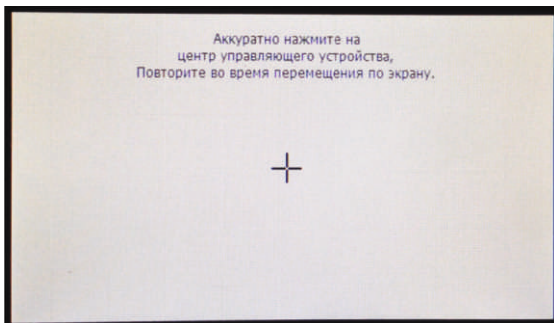 Аккуратно нажмите на
центр управляющего устройства,
Повторите во время перемещения по экрану.